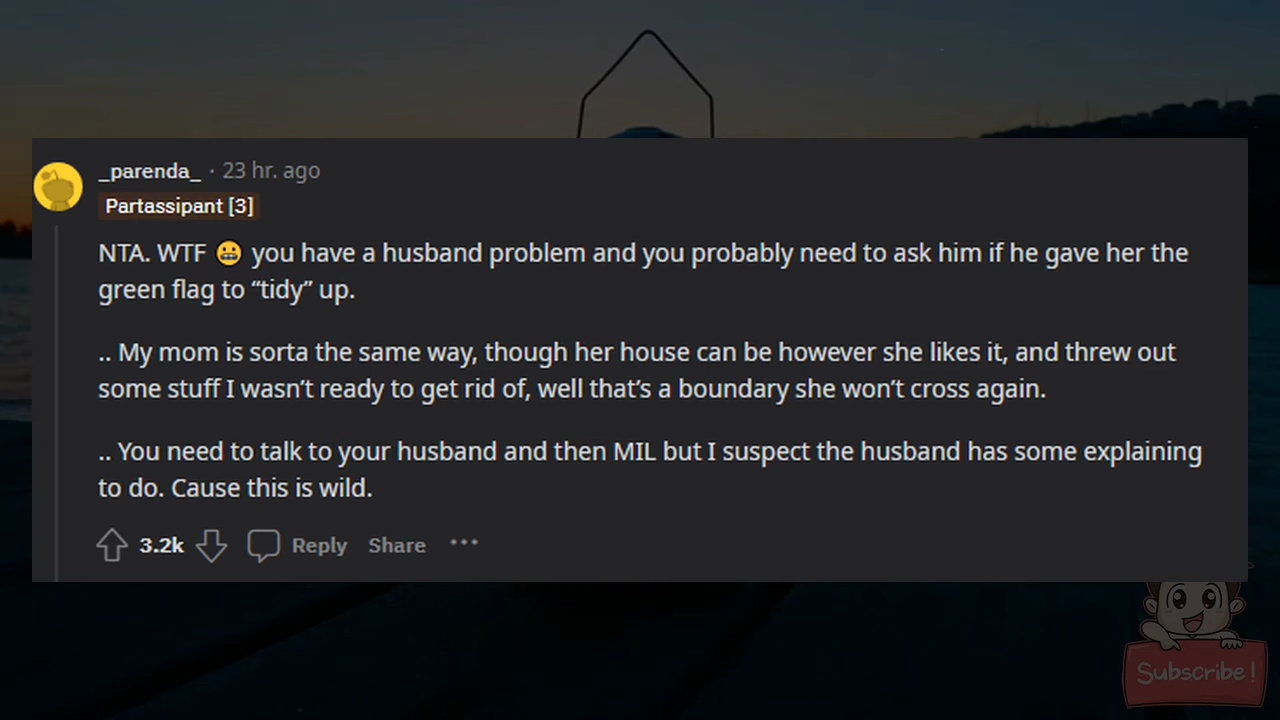 _parenda_ · 23 hr. ago
Partassipant [3]
NTA. WTF 😬 you have a husband problem and you probably need to ask him if he gave her the
green flag to “tidy” up.
.. My mom is sorta the same way, though her house can be however she likes it, and threw out
some stuff I wasn’t ready to get rid of, well that’s a boundary she won’t cross again.
.. You need to talk to your husband and then MIL but I suspect the husband has some explaining
to do. Cause this is wild.
3.2k Reply Share ···
Subscribe!